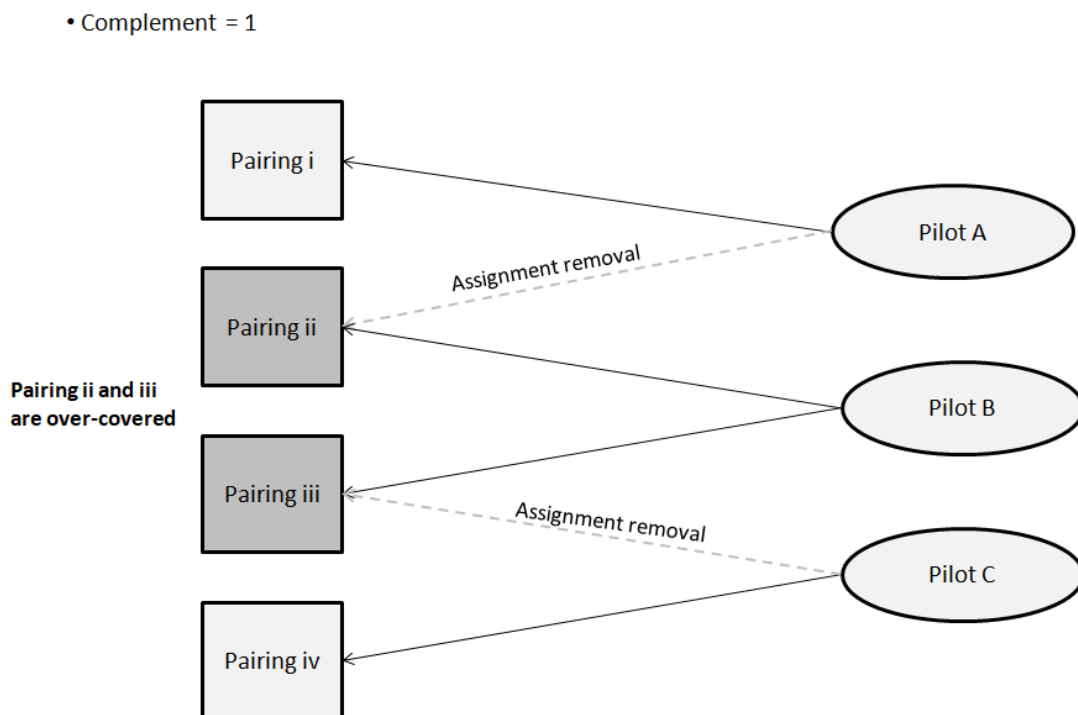 • Complement = 1
Pairing i
Pilot A
Assignment removal
Pairing ii
Pairing ii and iii
are over-covered
Pilot B
Pairing iii
Assignment removal
Pilot C
Pairing iv